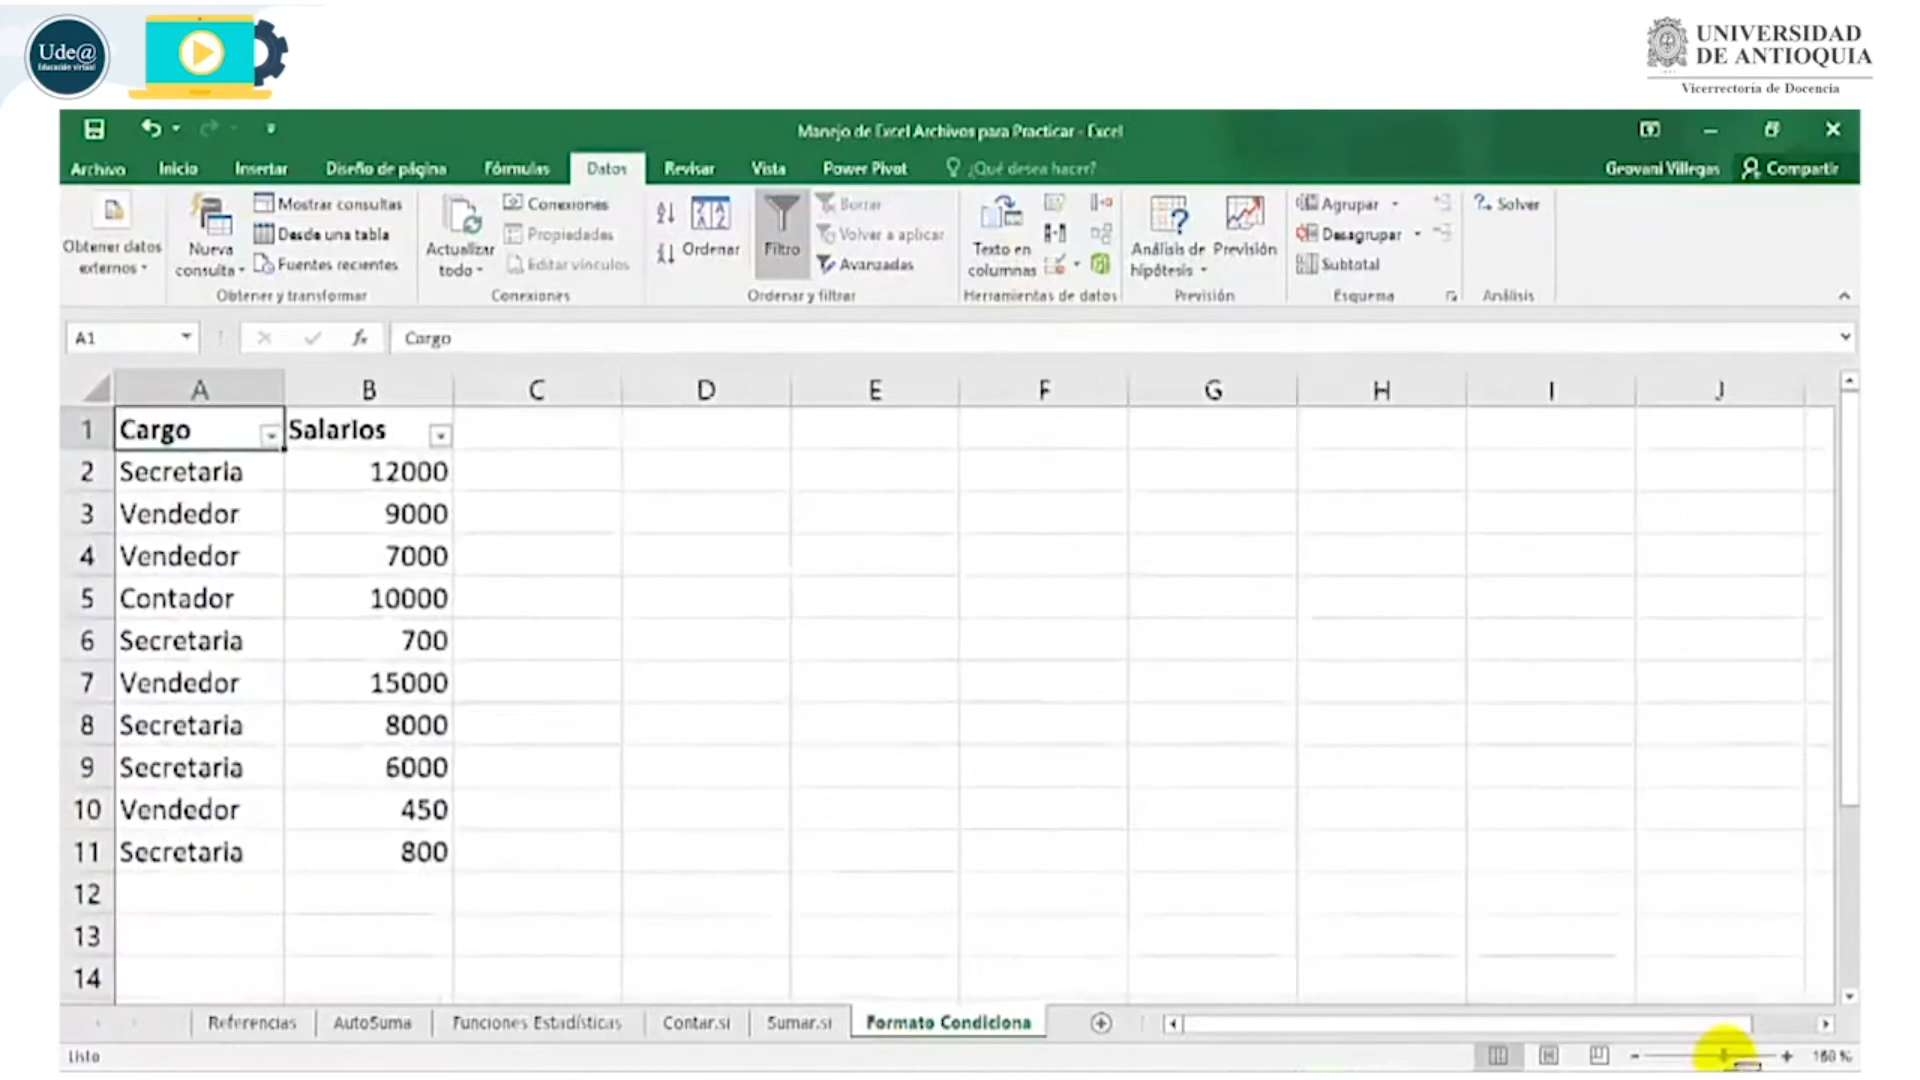 Ude@
Educación virtual
UNIVERSIDAD
DE ANTIOQUIA
Vicerrectoría de Docencia
Manejo de Excel Archivos para Practicar - Excel
Archivo Inicio Insertar Diseño de página Fórmulas Datos Revisar Vista Power Pivot ¿Qué desea hacer? Geovani Villegas Compartir
Obtener datos externos
Nueva consulta
Mostrar consultas
Desde una tabla
Fuentes recientes
Obtener y transformar
Actualizar todo
Conexiones
Propiedades
Editar vínculos
Conexiones
Ordenar
Filtro
Borrar
Volver a aplicar
Avanzadas
Ordenar y filtrar
Texto en columnas
Herramientas de datos
Análisis de hipótesis
Previsión
Previsión
Agrupar
Desagrupar
Subtotal
Esquema
Solver
Análisis
A1 fx Cargo
A B C D E F G H I J
1 Cargo Salarios
2 Secretaria 12000
3 Vendedor 9000
4 Vendedor 7000
5 Contador 10000
6 Secretaria 700
7 Vendedor 15000
8 Secretaria 8000
9 Secretaria 6000
10 Vendedor 450
11 Secretaria 800
12
13
14
Referencias AutoSuma Funciones Estadísticas Contar.si Sumar.si Formato Condiciona
Listo
160 %